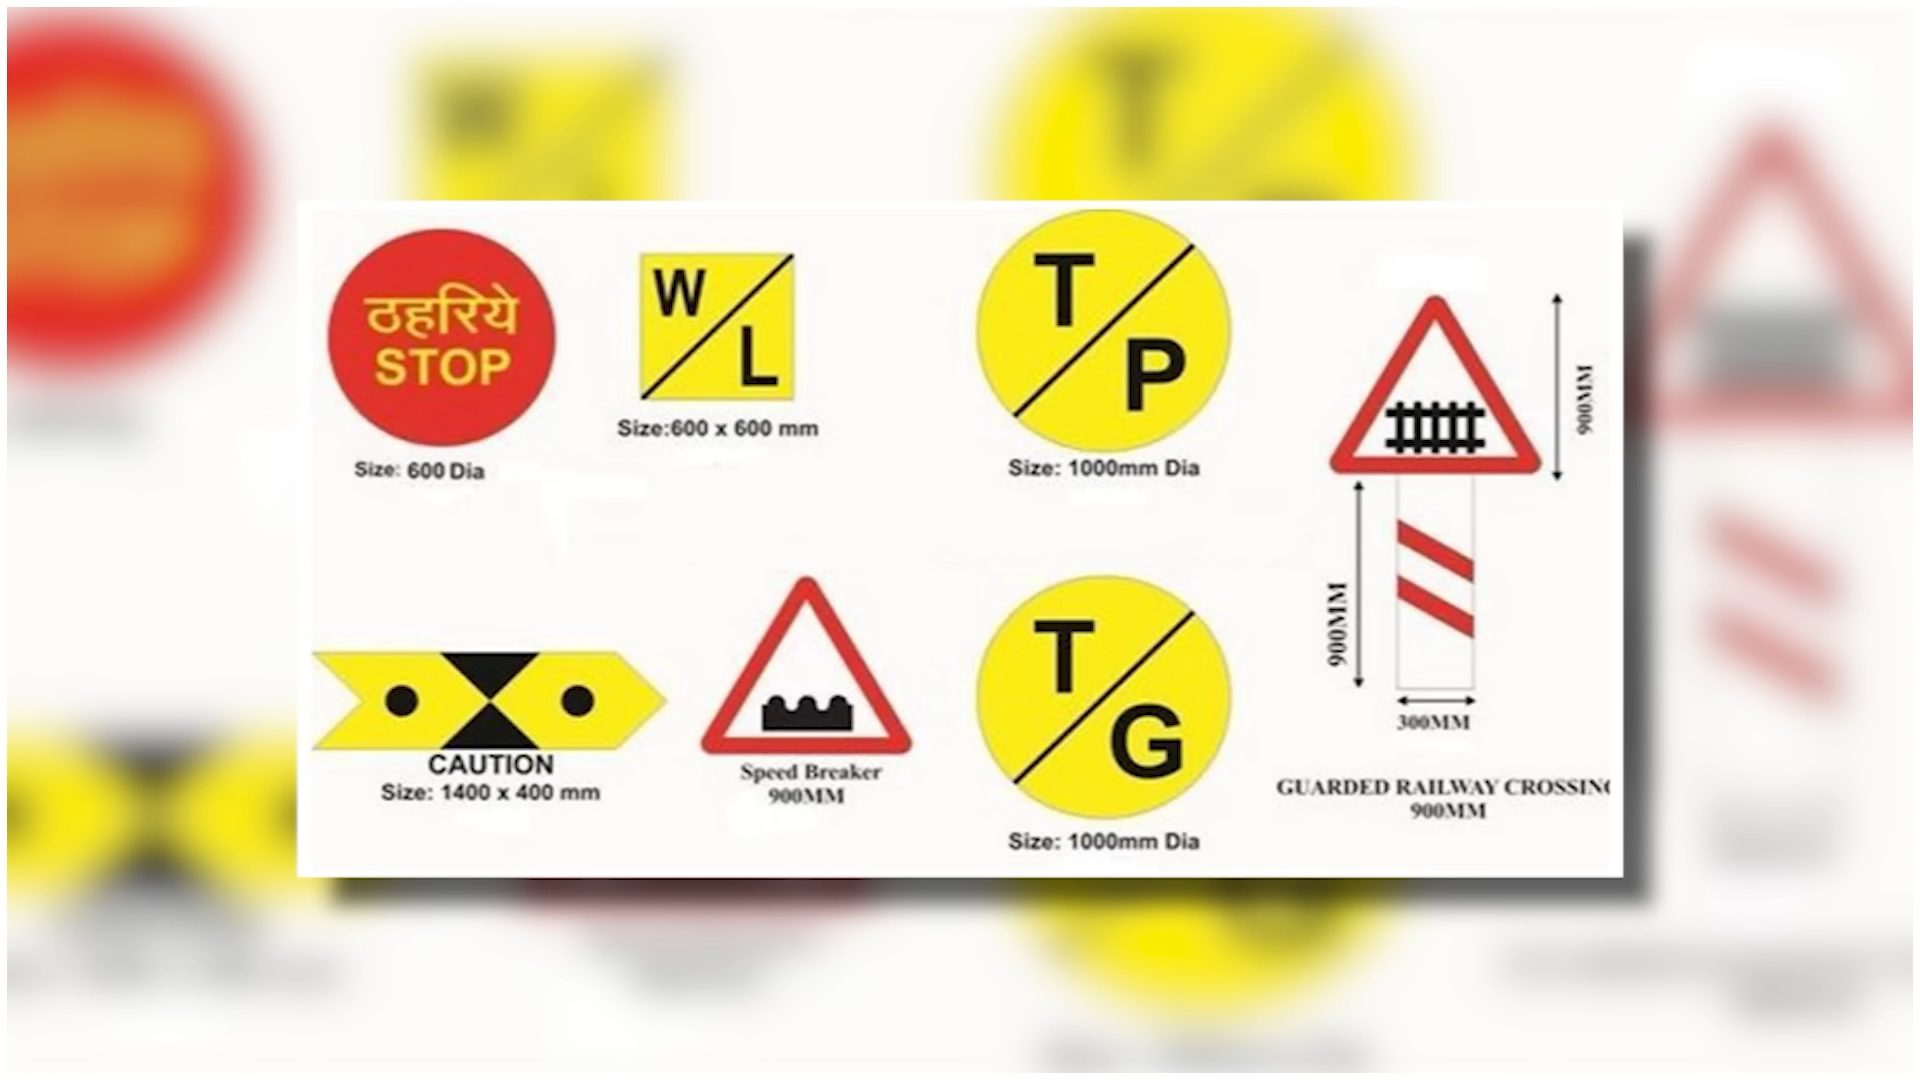 ठहरिये
STOP
Size: 600 Dia
W
L
Size:600 x 600 mm
T
P
Size: 1000mm Dia
900MM
900MM
300MM
GUARDED RAILWAY CROSSING
900MM
CAUTION
Size: 1400 x 400 mm
Speed Breaker
900MM
T
G
Size: 1000mm Dia